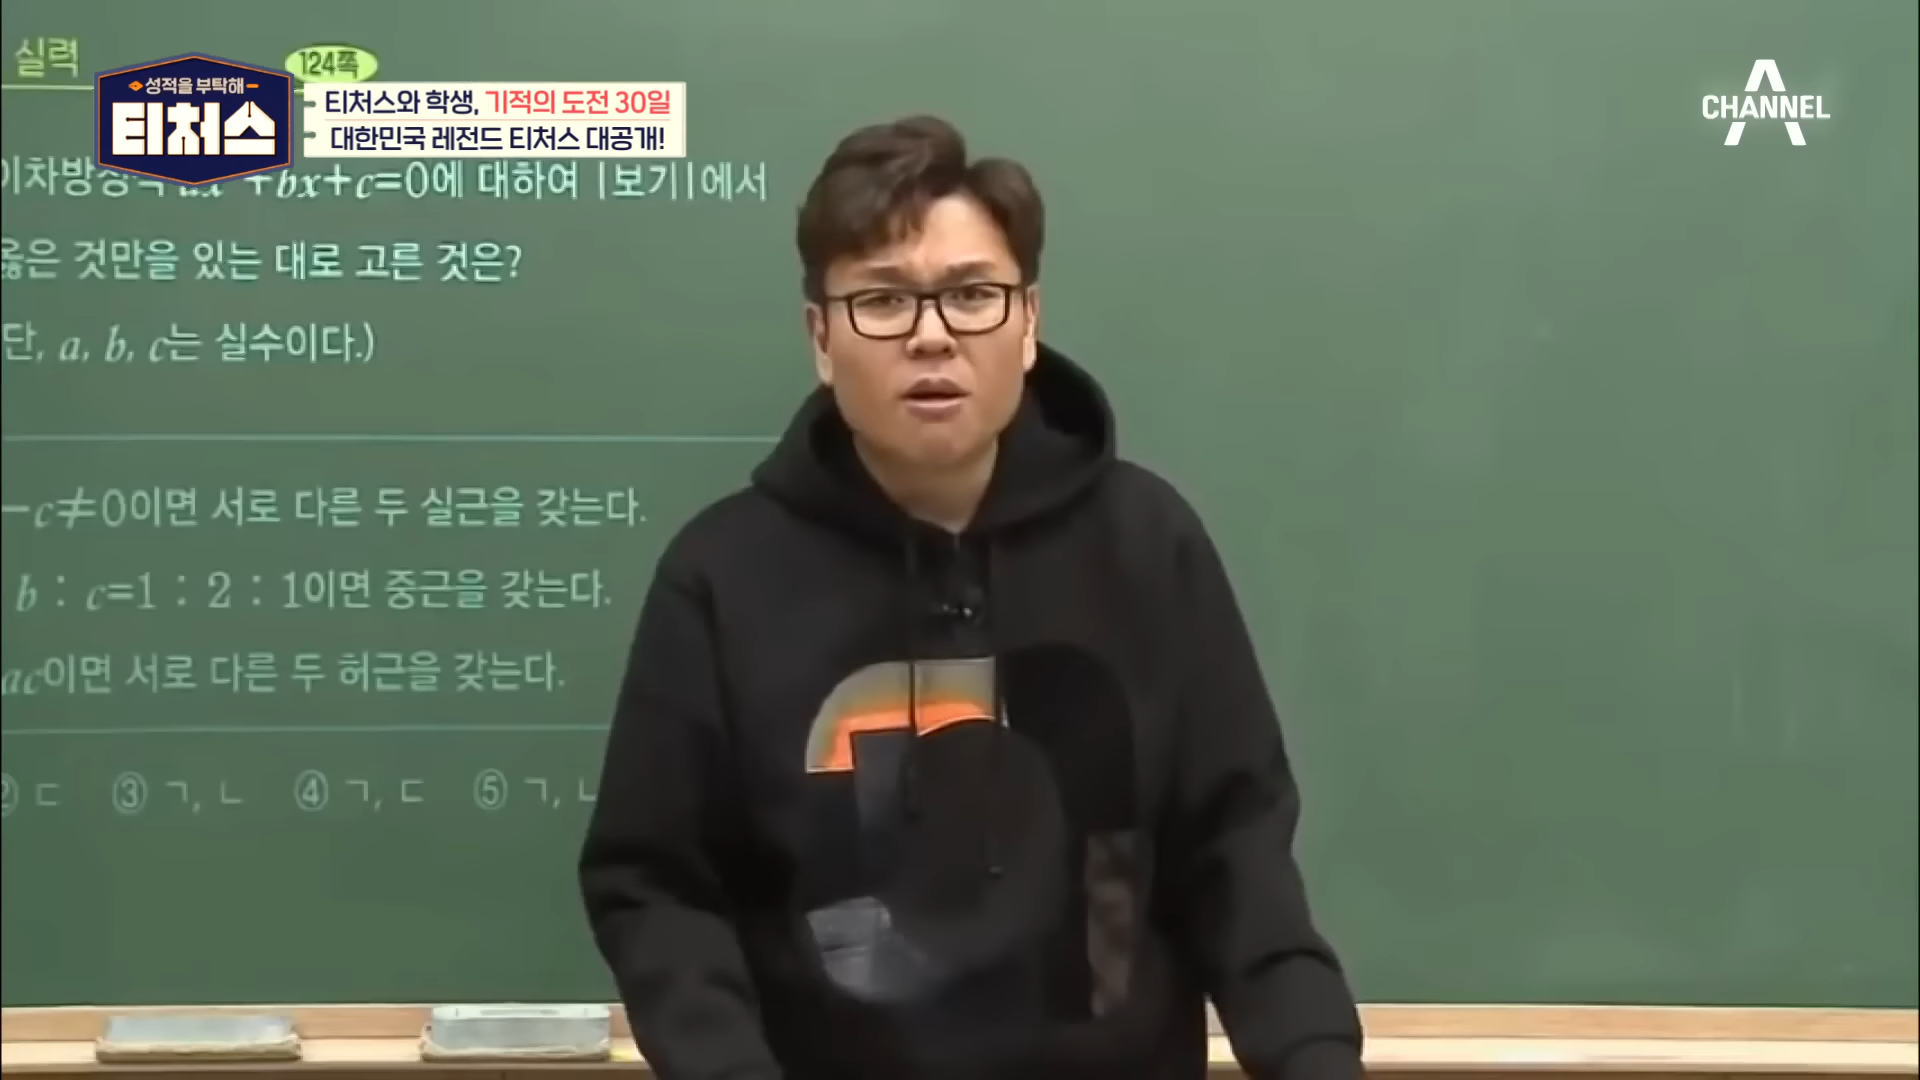 실력
124쪽
성적을 부탁해
티처스
티처스와 학생, 기적의 도전 30일
대한민국 레전드 티처스 대공개!
CHANNEL A
이차방정식 +bx+c=0에 대하여 |보기|에서
옳은 것만을 있는 대로 고른 것은?
단, a, b, c는 실수이다.)
-c≠0이면 서로 다른 두 실근을 갖는다.
b : c=1 : 2 : 1이면 중근을 갖는다.
ac이면 서로 다른 두 허근을 갖는다.
② ㄷ ③ ㄱ, ㄴ ④ ㄱ, ㄷ ⑤ ㄱ, ㄴ